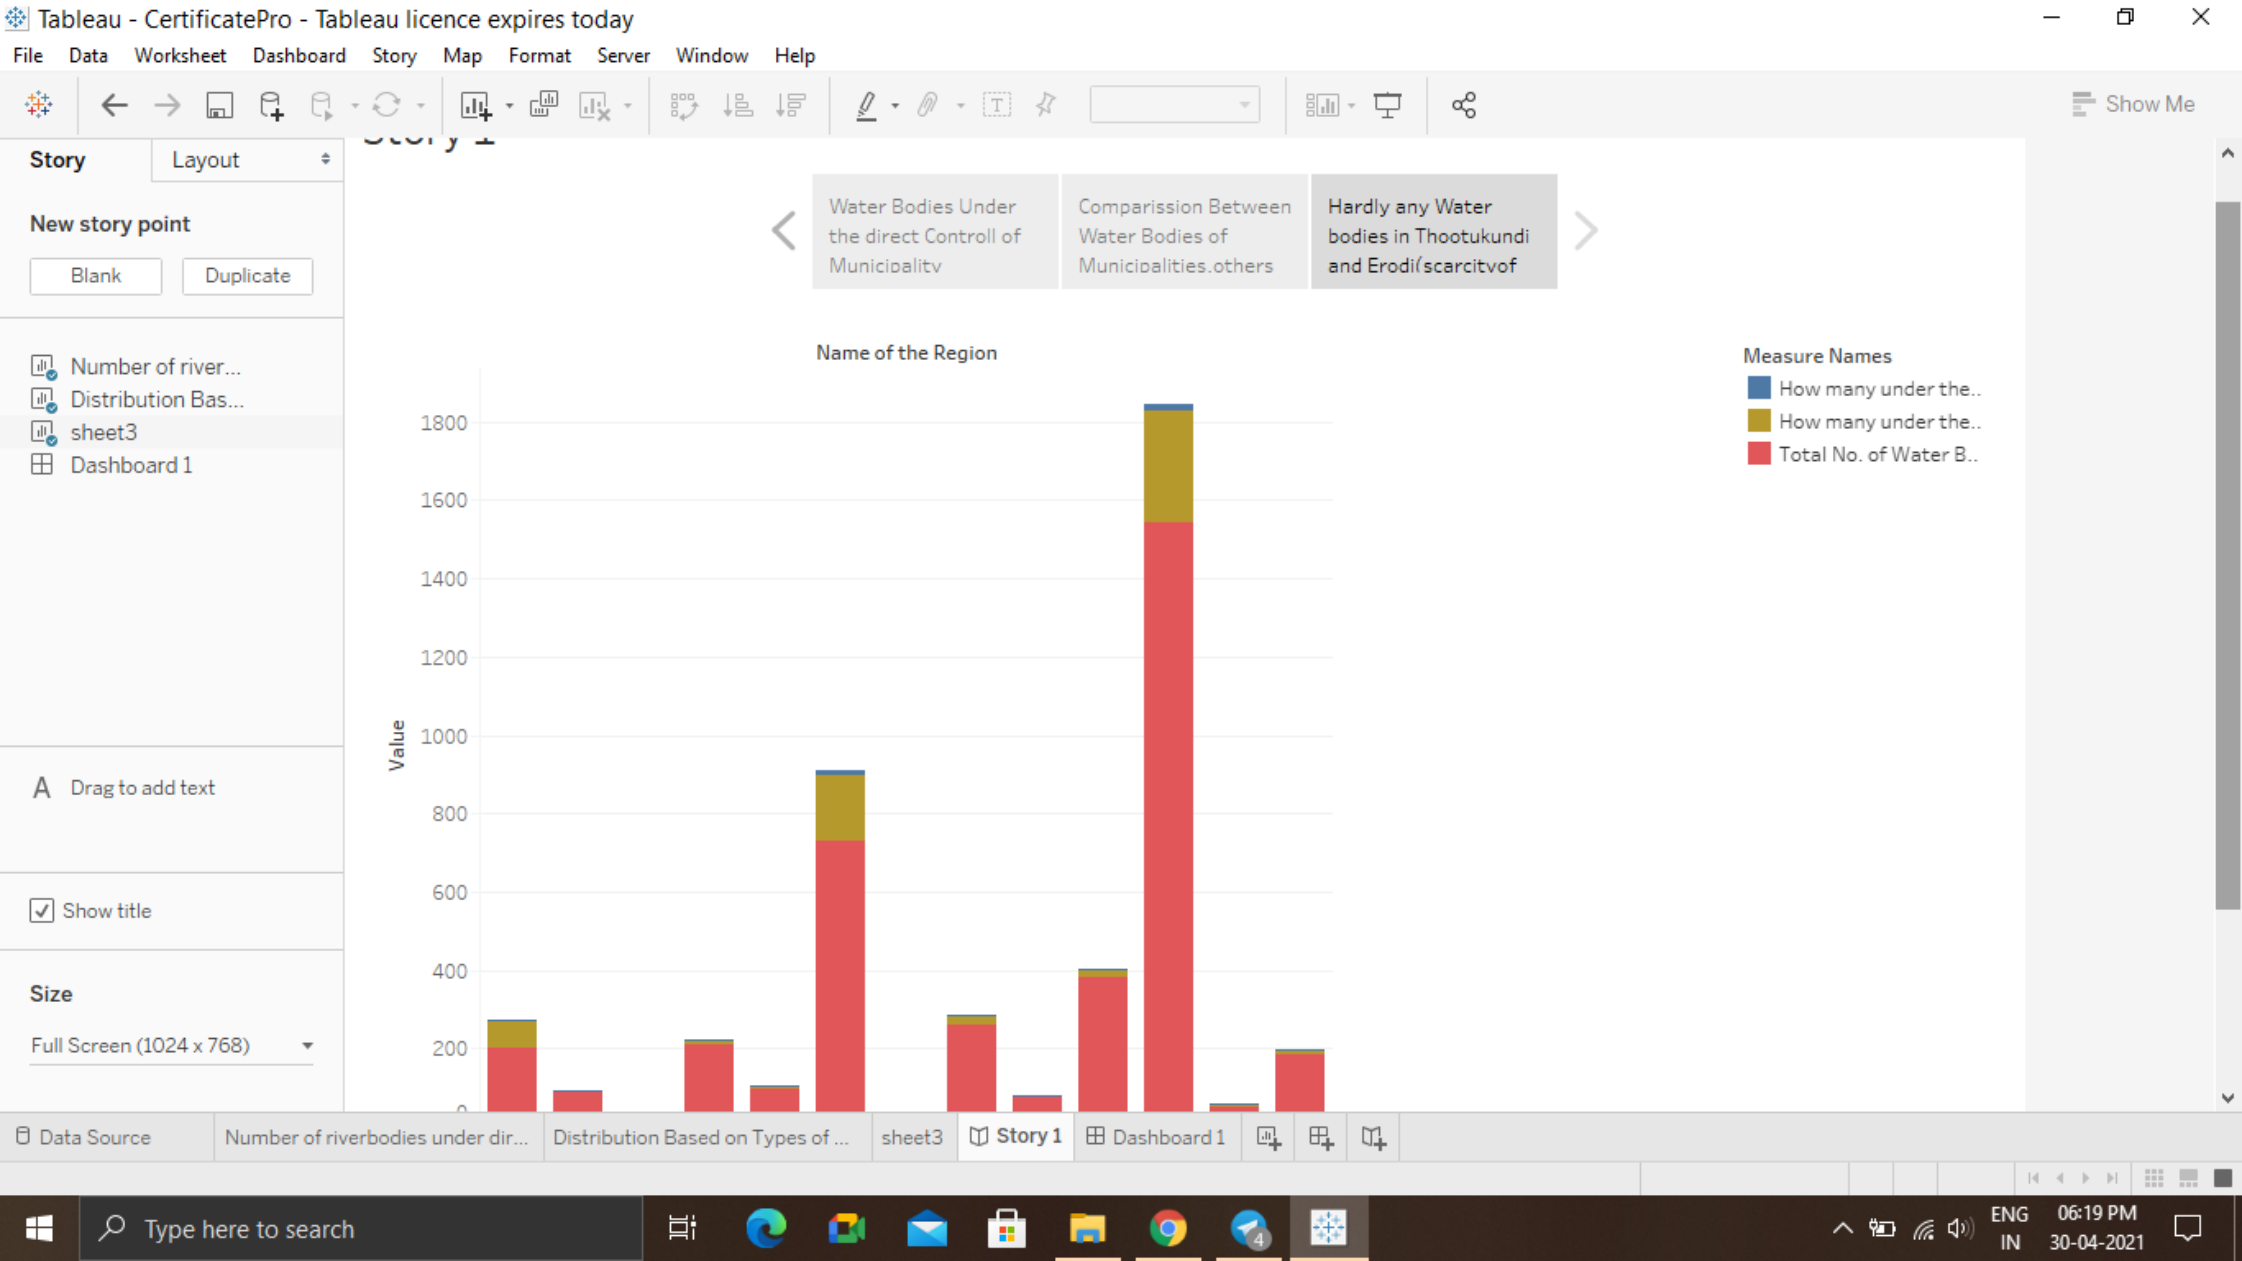 Tableau - CertificatePro - Tableau licence expires today
File Data Worksheet Dashboard Story Map Format Server Window Help
Show Me
Story Layout
Story 1
New story point
Blank Duplicate
Number of river...
Distribution Bas...
sheet3
Dashboard 1
Drag to add text
Show title
Size
Full Screen (1024 x 768)
Water Bodies Under
the direct Controll of
Municipality
Comparission Between
Water Bodies of
Municipalities,others
Hardly any Water
bodies in Thootukundi
and Erodi(scarcityof
Name of the Region
1800
1600
1400
1200
1000
800
600
400
200
0
Value
Measure Names
How many under the..
How many under the..
Total No. of Water B..
Data Source Number of riverbodies under dir... Distribution Based on Types of ... sheet3 Story 1 Dashboard 1
Type here to search
4
ENG
IN
06:19 PM
30-04-2021